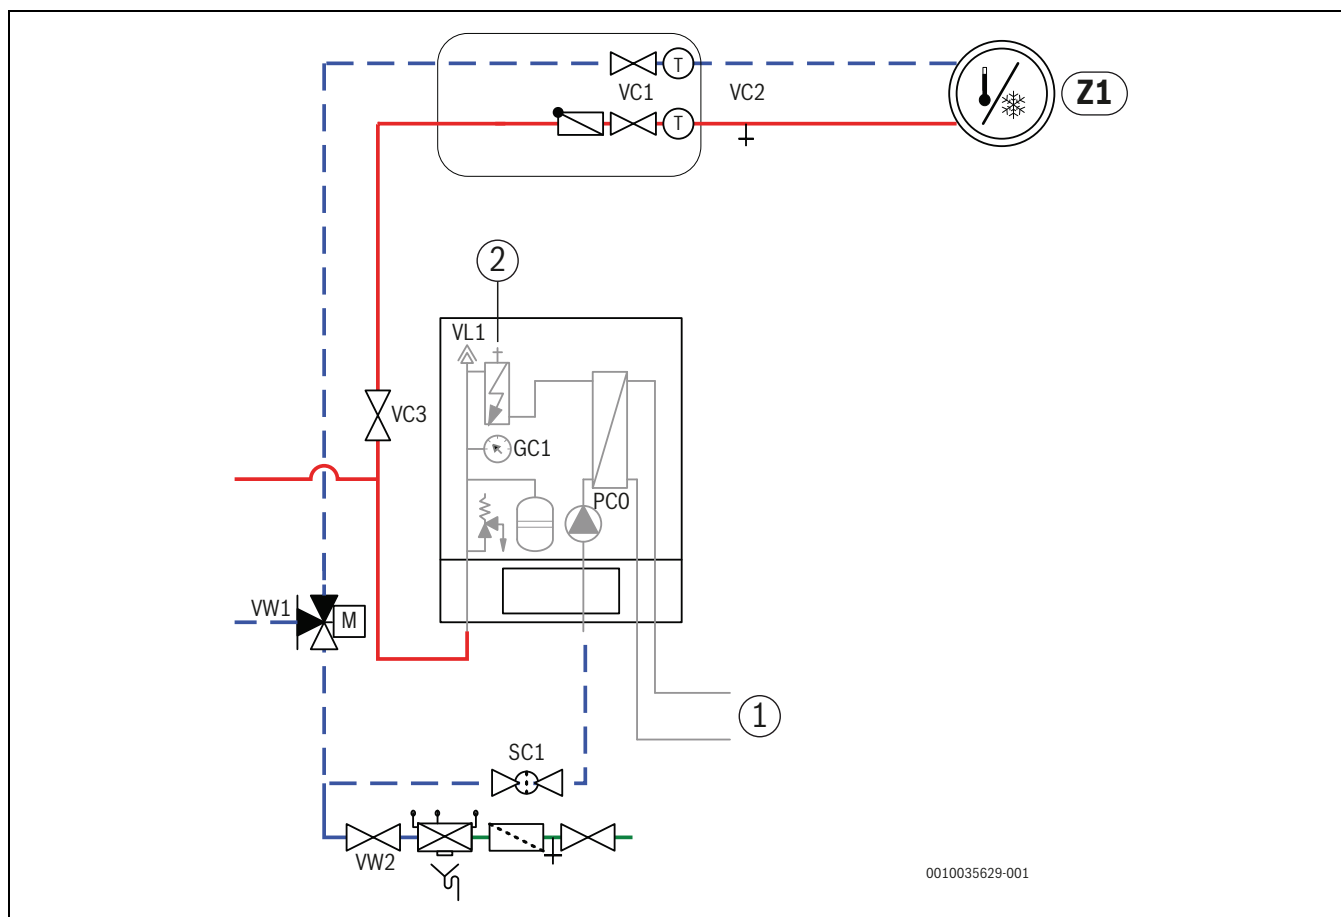 T
VC1
VC2
Z1
T
2
VL1
VC3
GC1
PC0
VW1
M
1
SC1
VW2
0010035629-001